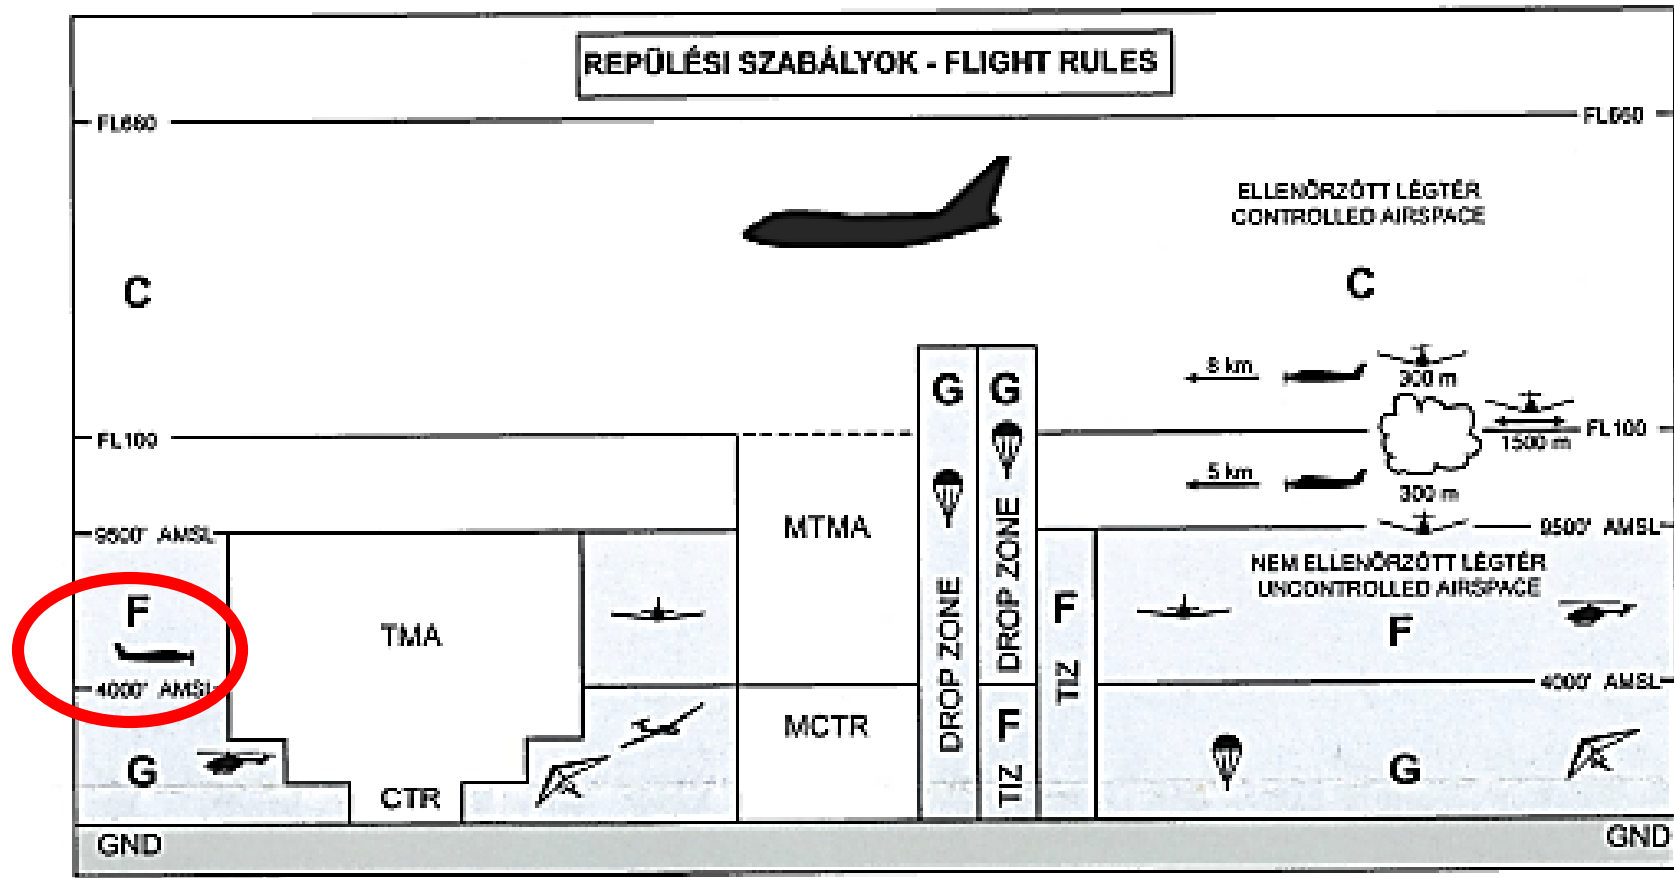 REPÜLÉSI SZABÁLYOK - FLIGHT RULES
FL660
FL660
ELLENŐRZÖTT LÉGTÉR
CONTROLLED AIRSPACE
C
C
8 km
300 m
G
G
FL100
1500 m
FL100
5 km
300 m
9500' AMSL
MTMA
9500' AMSL
NEM ELLENŐRZÖTT LÉGTÉR
UNCONTROLLED AIRSPACE
F
TMA
DROP ZONE
DROP ZONE
F
TIZ
F
4000' AMSL
4000' AMSL
MCTR
F
TIZ
G
CTR
G
GND
GND